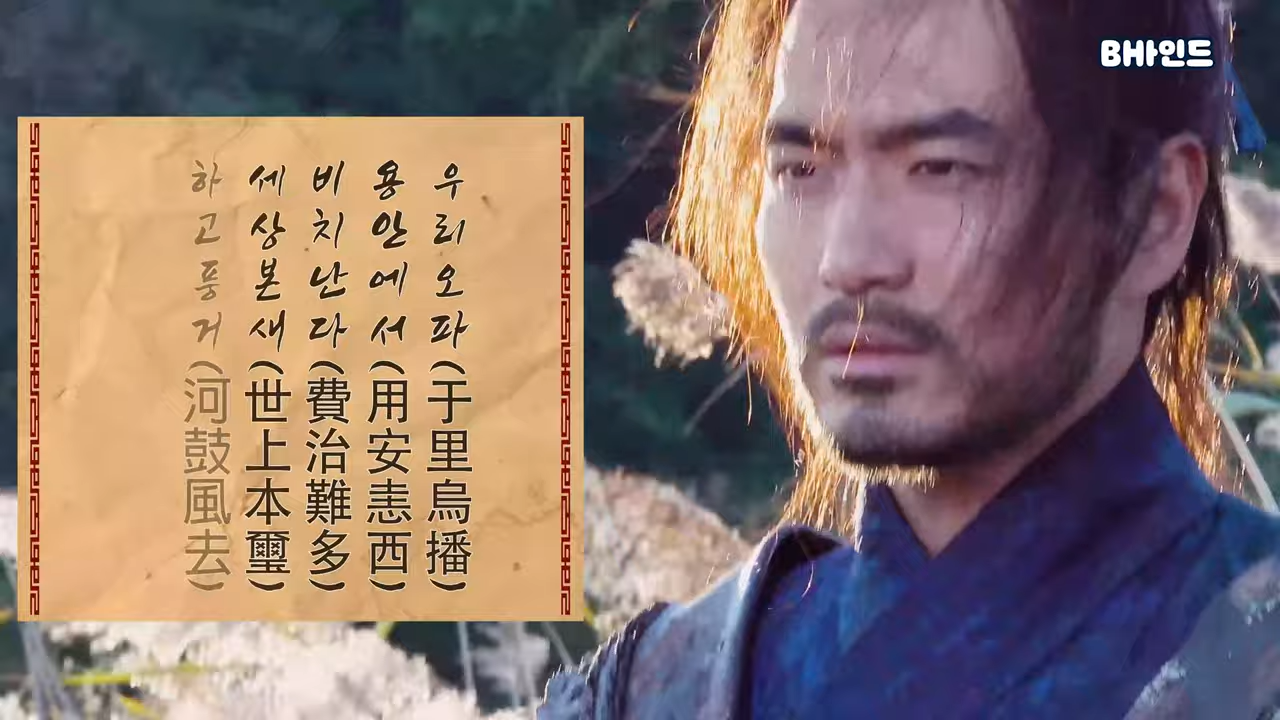 BHㅏ인드
우리오파(于里烏播)
용안에서(用安恚西)
비치난다(費治難多)
세상본새(世上本璽)
하고풍거(河鼓風去)